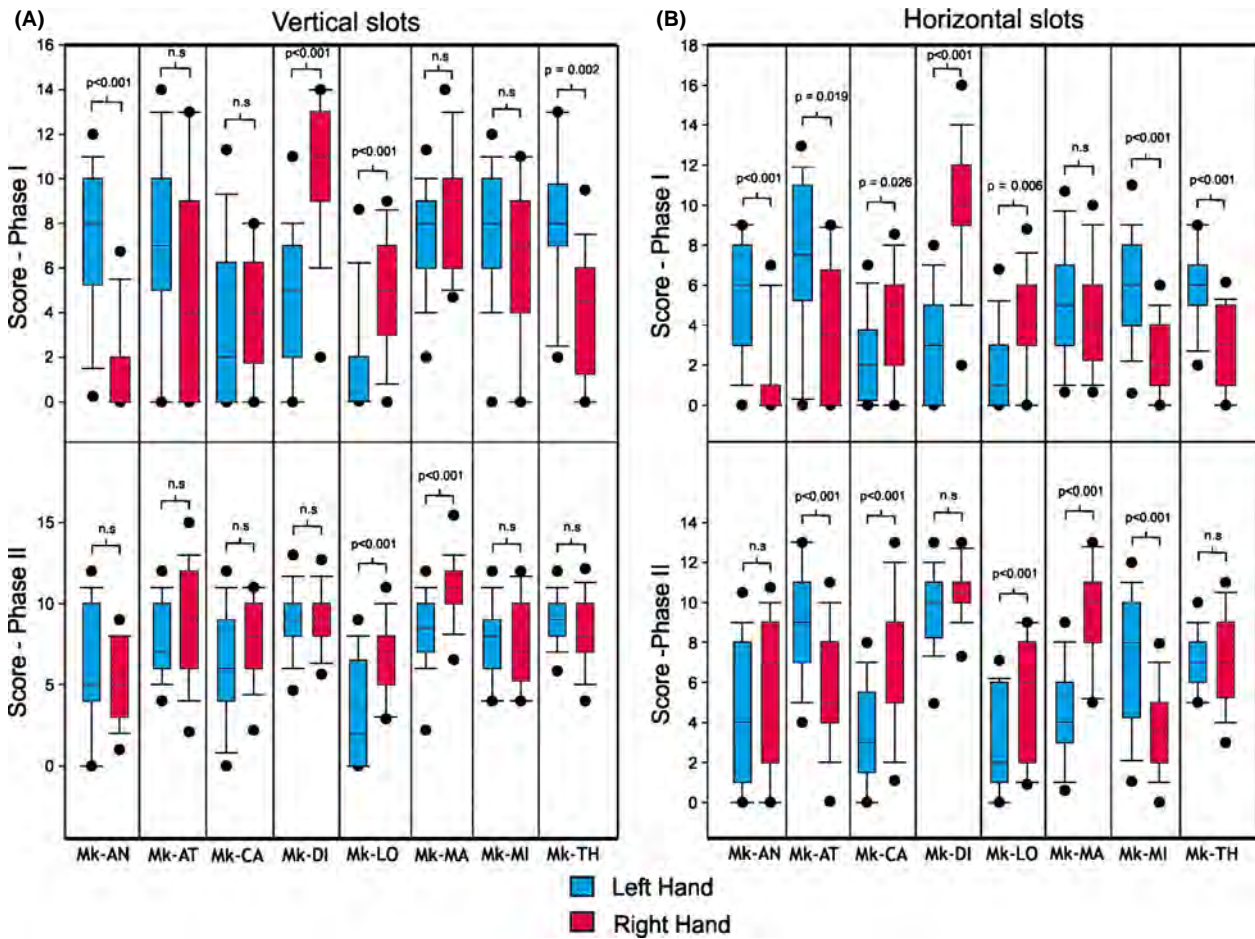 (A) Vertical slots
(B) Horizontal slots
Score - Phase I
16
14
12
10
8
6
4
2
0
p<0.001
n.s
n.s
p<0.001
p<0.001
n.s
n.s
p = 0.002
Score - Phase I
18
16
14
12
10
8
6
4
2
0
p<0.001
p = 0.019
p = 0.026
p<0.001
p = 0.006
n.s
p<0.001
p<0.001
Score - Phase II
15
10
5
0
n.s
n.s
n.s
n.s
p<0.001
p<0.001
n.s
n.s
Score -Phase II
14
12
10
8
6
4
2
0
n.s
p<0.001
p<0.001
n.s
p<0.001
p<0.001
p<0.001
n.s
Mk-AN Mk-AT Mk-CA Mk-DI Mk-LO Mk-MA Mk-MI Mk-TH
Mk-AN Mk-AT Mk-CA Mk-DI Mk-LO Mk-MA Mk-MI Mk-TH
Left Hand
Right Hand